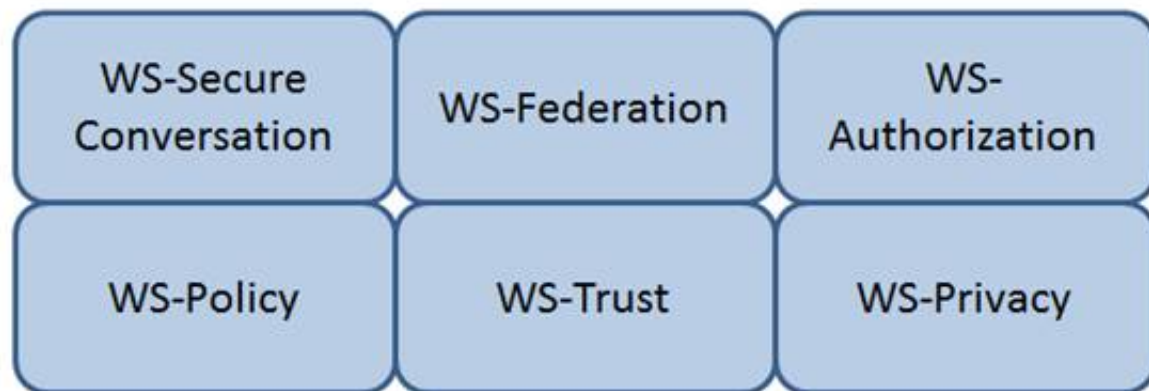 WS-Secure
Conversation
WS-Federation
WS-
Authorization
WS-Policy
WS-Trust
WS-Privacy